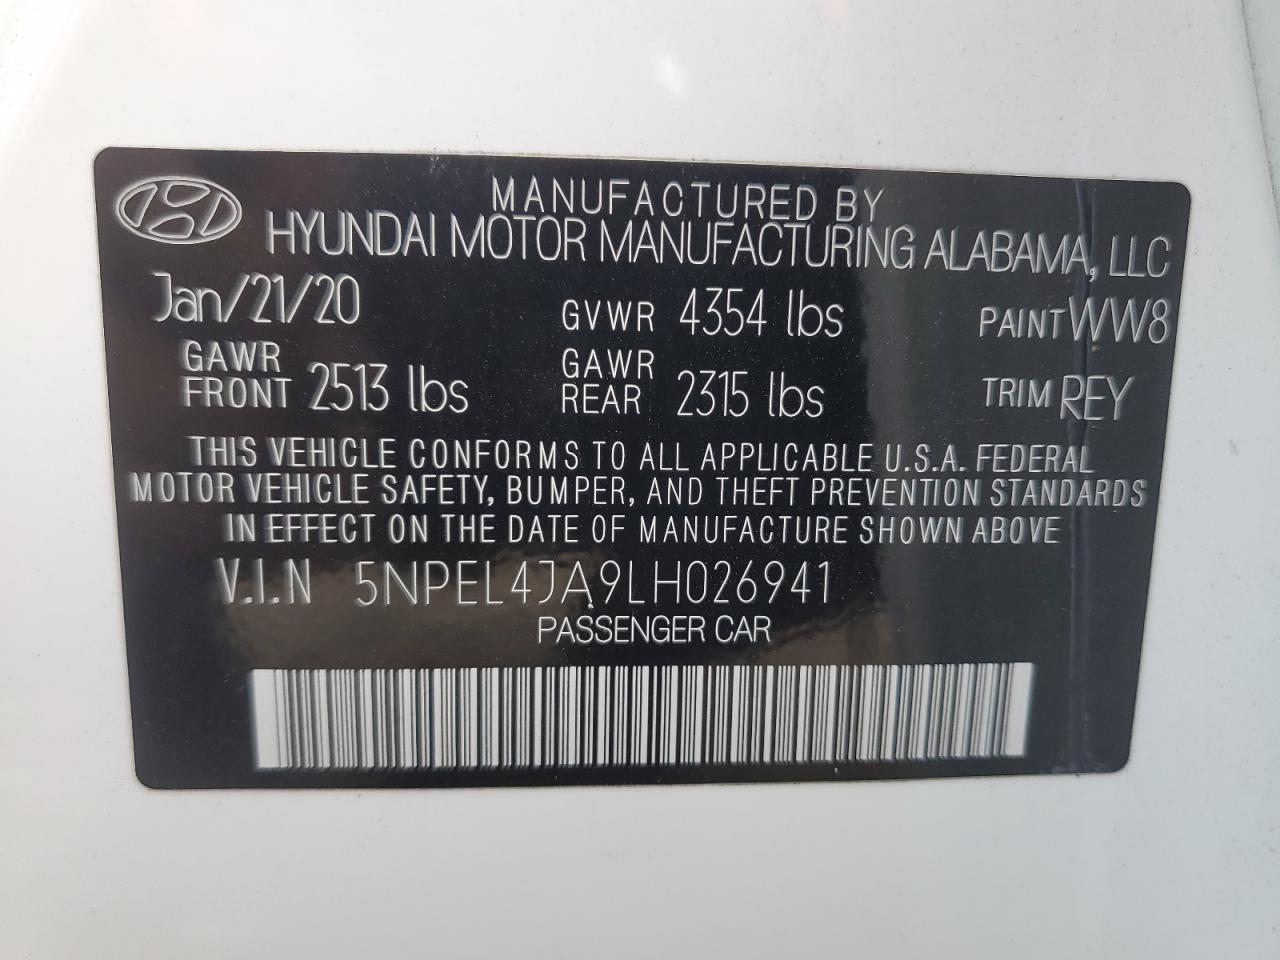 MANUFACTURED BY
HYUNDAI MOTOR MANUFACTURING ALABAMA, LLC
Jan/21/20 GVWR 4354 lbs PAINT WW8
GAWR FRONT 2513 lbs GAWR REAR 2315 lbs TRIM REY
THIS VEHICLE CONFORMS TO ALL APPLICABLE U.S.A. FEDERAL
MOTOR VEHICLE SAFETY, BUMPER, AND THEFT PREVENTION STANDARDS
IN EFFECT ON THE DATE OF MANUFACTURE SHOWN ABOVE
V.I.N 5NPEL4JA9LH026941
PASSENGER CAR